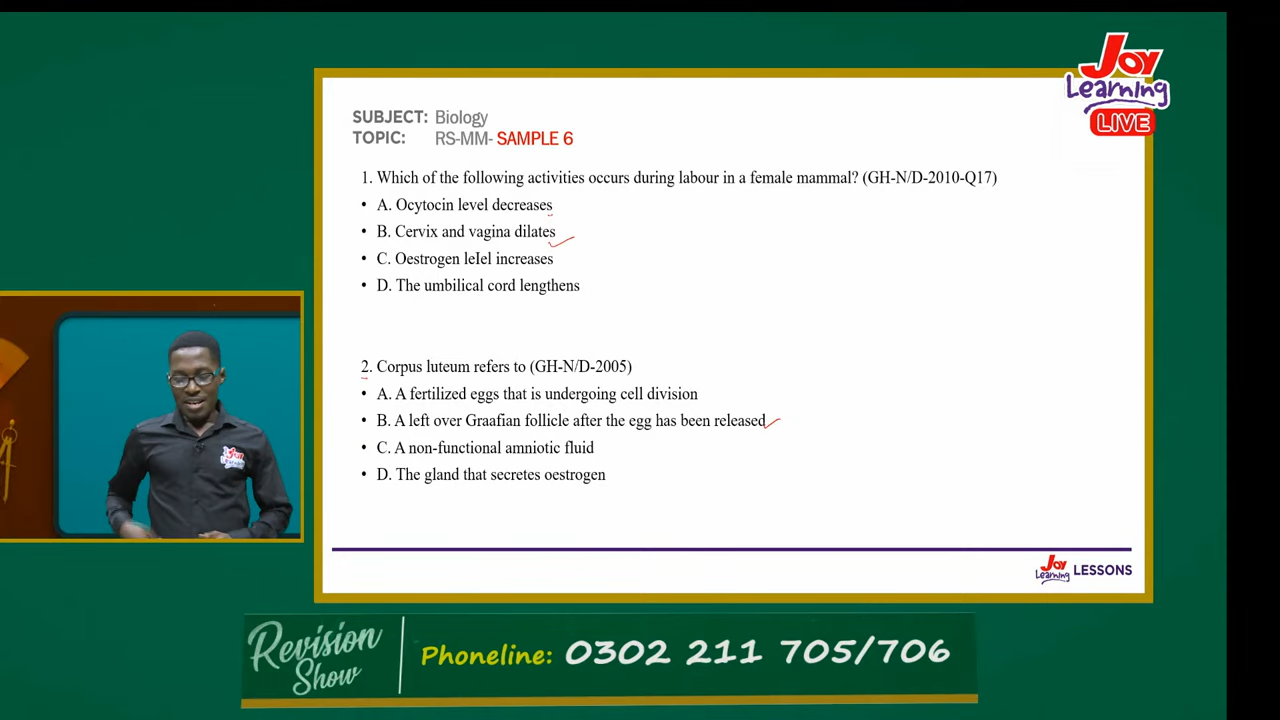 Joy
Learning
LIVE
SUBJECT: Biology
TOPIC: RS-MM- SAMPLE 6
1. Which of the following activities occurs during labour in a female mammal? (GH-N/D-2010-Q17)
• A. Ocytocin level decreases
• B. Cervix and vagina dilates
• C. Oestrogen leIel increases
• D. The umbilical cord lengthens
2. Corpus luteum refers to (GH-N/D-2005)
• A. A fertilized eggs that is undergoing cell division
• B. A left over Graafian follicle after the egg has been released
• C. A non-functional amniotic fluid
• D. The gland that secretes oestrogen
Joy
Learning
LESSONS
Joy
Learning
Revision
Show
Phoneline: 0302 211 705/706